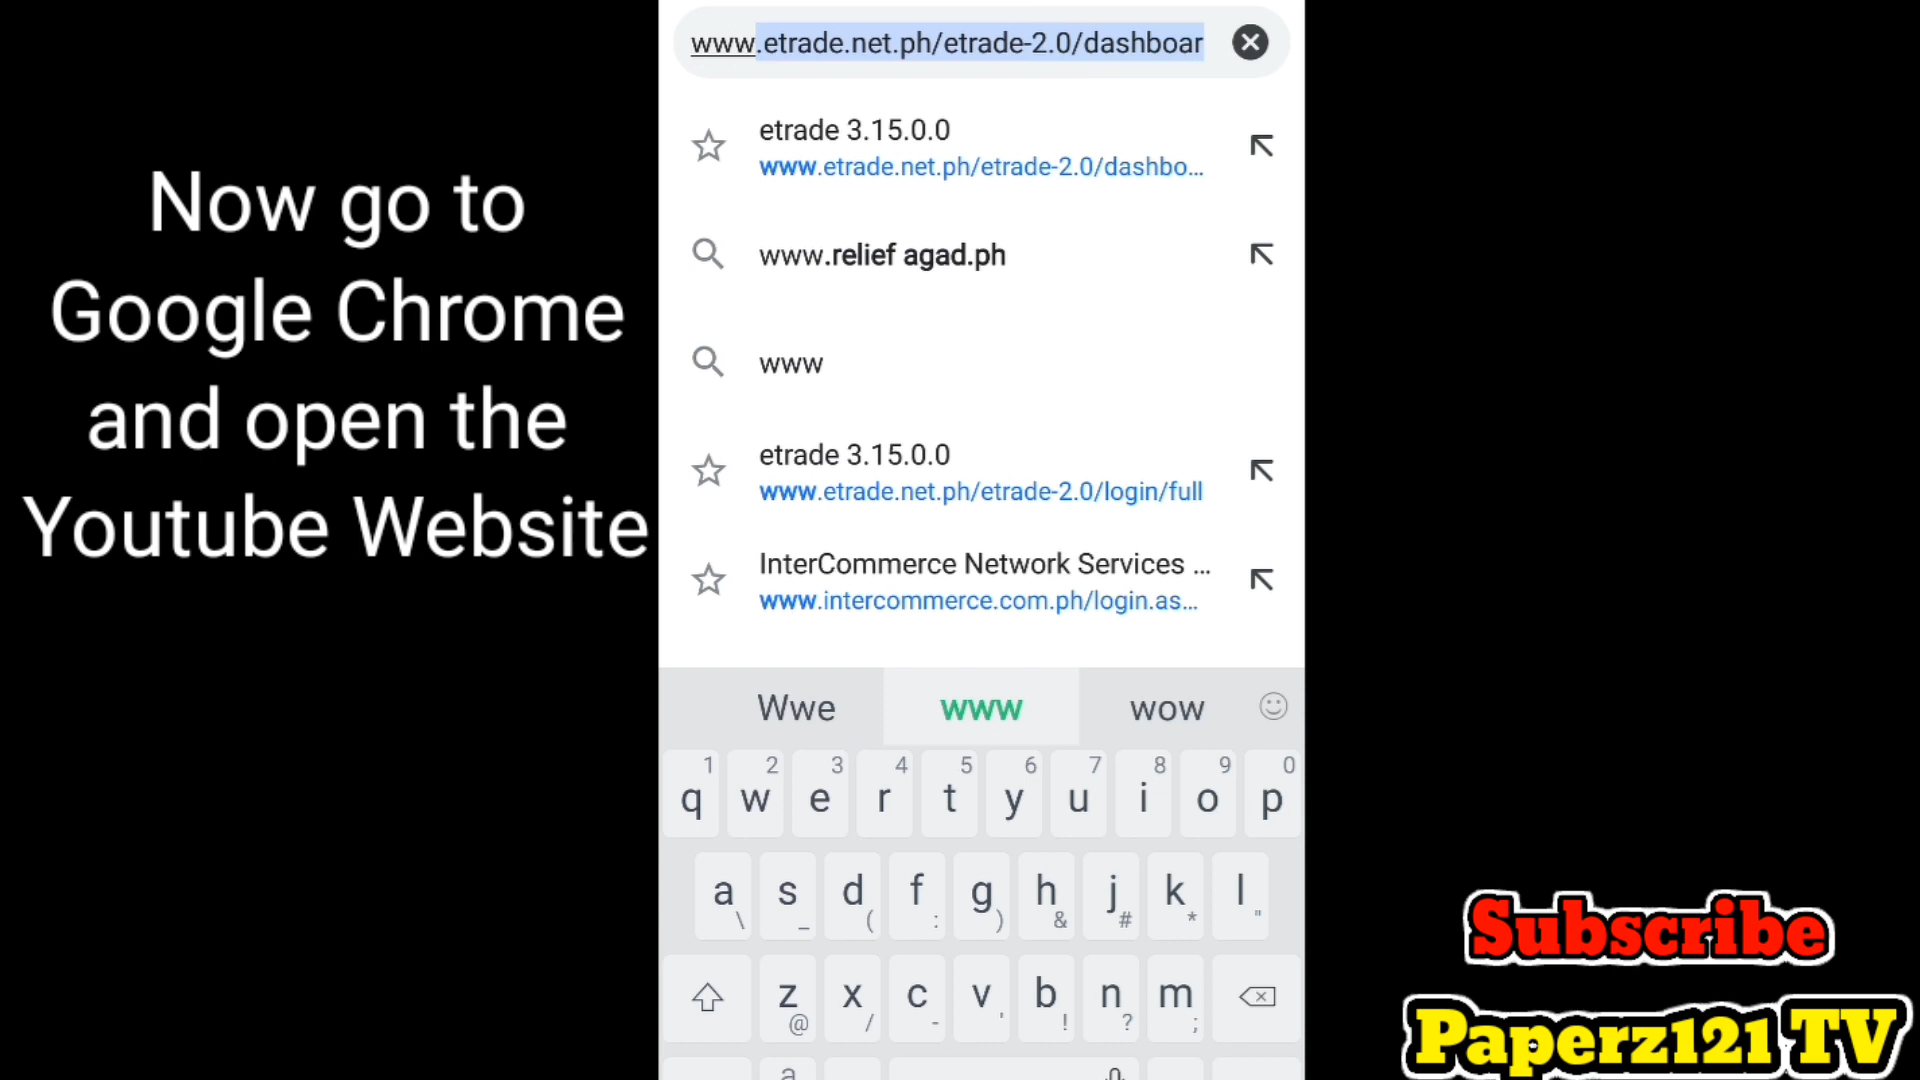 Now go to
Google Chrome
and open the
Youtube Website
www.etrade.net.ph/etrade-2.0/dashboar
etrade 3.15.0.0
www.etrade.net.ph/etrade-2.0/dashbo...
www.relief agad.ph
www
etrade 3.15.0.0
www.etrade.net.ph/etrade-2.0/login/full
InterCommerce Network Services ...
www.intercommerce.com.ph/login.as...
Wwe www wow
1 2 3 4 5 6 7 8 9 0
q w e r t y u i o p
a s d f g h j k l
\ _ ( : ) & # * "
z x c v b n m
@ / - ' ! ? ;
Subscribe
Paperz121 TV